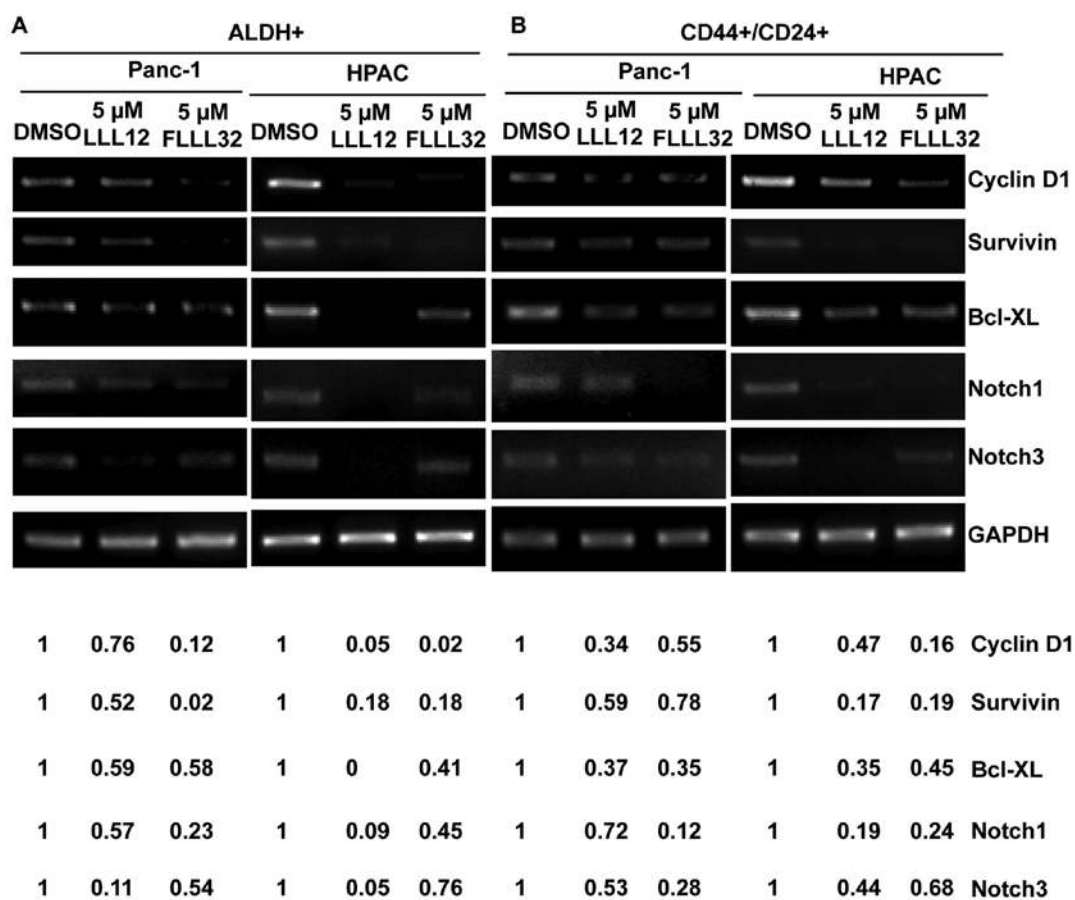 A B
ALDH+ CD44+/CD24+
Panc-1 HPAC Panc-1 HPAC
5 µM 5 µM 5 µM 5 µM 5 µM 5 µM 5 µM 5 µM
DMSO LLL12 FLLL32 DMSO LLL12 FLLL32 DMSO LLL12 FLLL32 DMSO LLL12 FLLL32
Cyclin D1
Survivin
Bcl-XL
Notch1
Notch3
GAPDH
1 0.76 0.12 1 0.05 0.02 1 0.34 0.55 1 0.47 0.16 Cyclin D1
1 0.52 0.02 1 0.18 0.18 1 0.59 0.78 1 0.17 0.19 Survivin
1 0.59 0.58 1 0 0.41 1 0.37 0.35 1 0.35 0.45 Bcl-XL
1 0.57 0.23 1 0.09 0.45 1 0.72 0.12 1 0.19 0.24 Notch1
1 0.11 0.54 1 0.05 0.76 1 0.53 0.28 1 0.44 0.68 Notch3